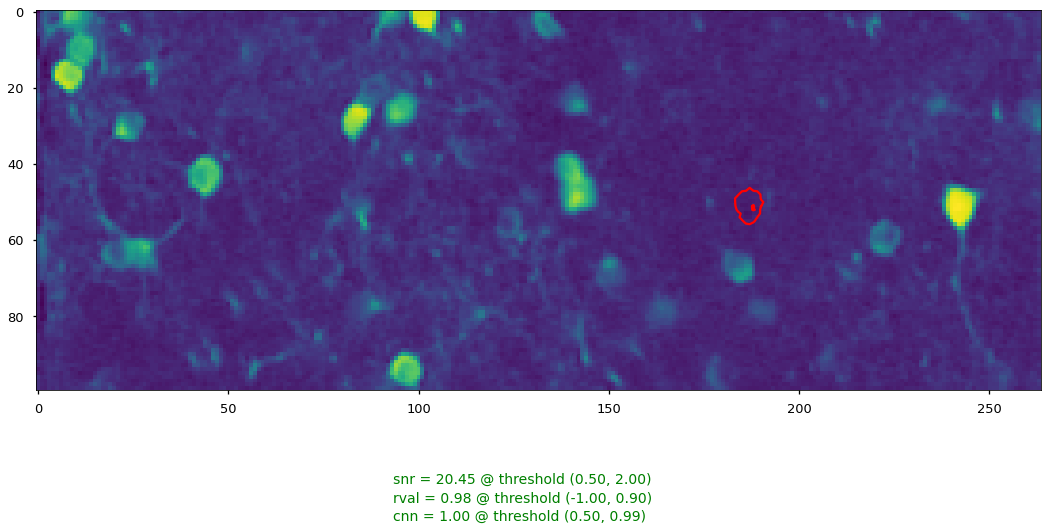 0
20
40
60
80
0 50 100 150 200 250
snr = 20.45 @ threshold (0.50, 2.00)
rval = 0.98 @ threshold (-1.00, 0.90)
cnn = 1.00 @ threshold (0.50, 0.99)